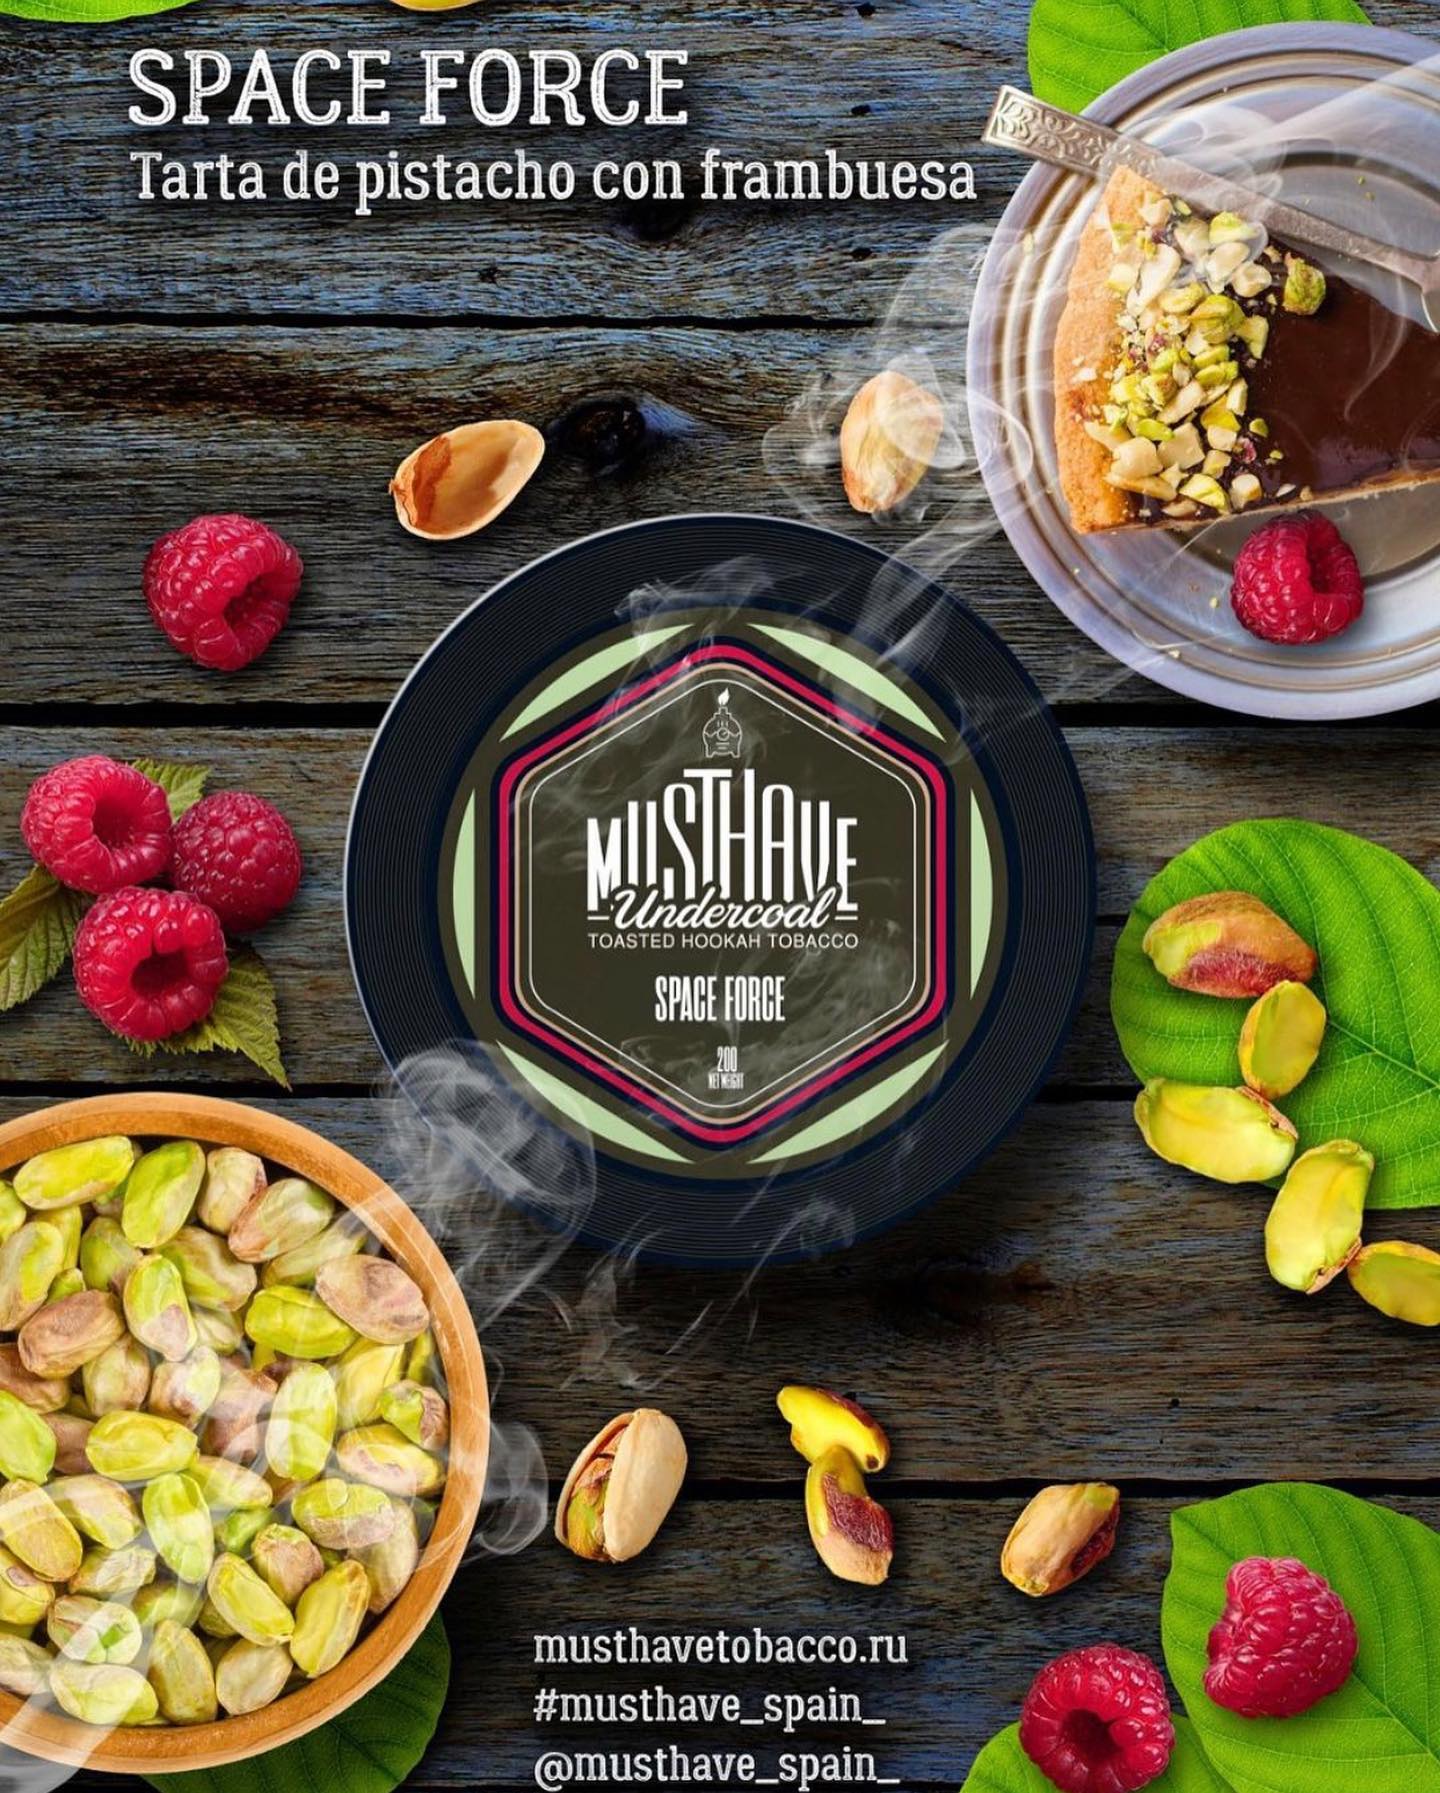 SPACE FORCE
Tarta de pistacho con frambuesa
MUSTHAVE
Undercoal
TOASTED HOOKAH TOBACCO
SPACE FORCE
200
NET WEIGHT
musthavetobacco.ru
#musthave_spain_
@musthave_spain_